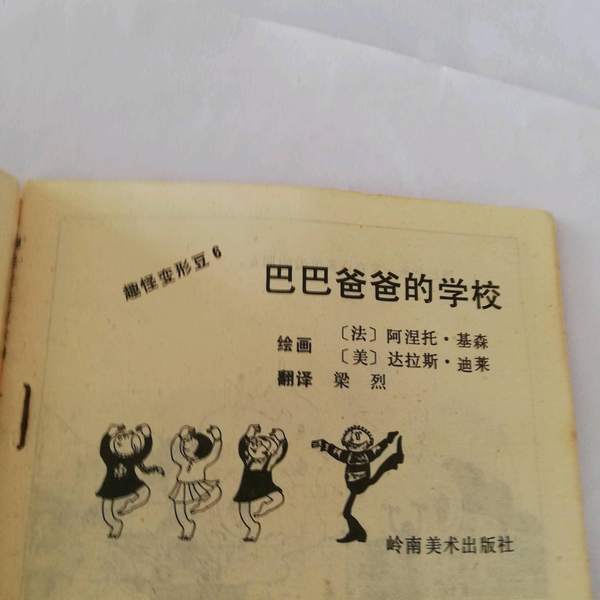 趣怪变形豆6
巴巴爸爸的学校
绘画 〔法〕阿涅托·基森
〔美〕达拉斯·迪莱
翻译 梁 烈
岭南美术出版社